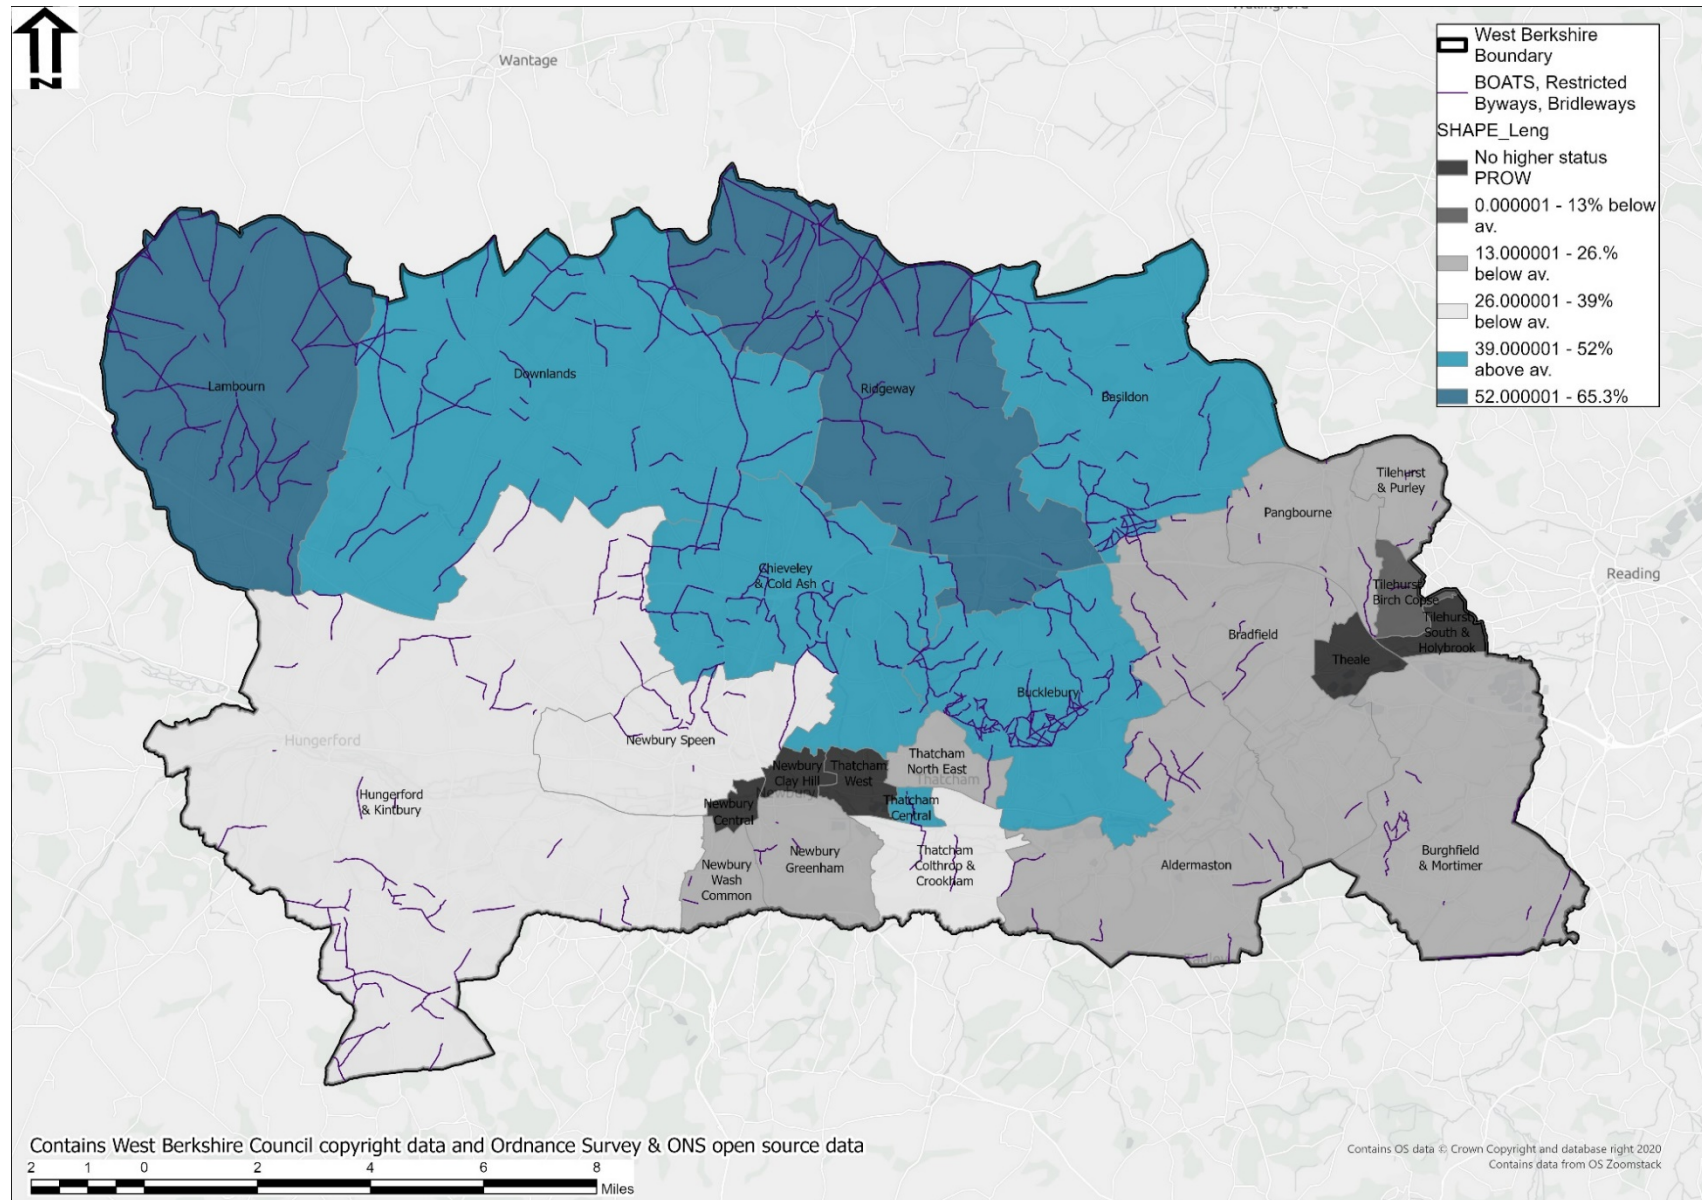 Wallingford
N
Wantage
West Berkshire
Boundary
BOATS, Restricted
Byways, Bridleways
SHAPE_Leng
No higher status
PROW
0.000001 - 13% below
av.
13.000001 - 26.%
below av.
26.000001 - 39%
below av.
39.000001 - 52%
above av.
52.000001 - 65.3%
Lambourn
Downlands
Ridgeway
Basildon
Tilehurst
& Purley
Pangbourne
Chieveley
& Cold Ash
Reading
Tilehurst
Birch Copse
Tilehurst
South &
Holybrook
Bradfield
Theale
Bucklebury
Hungerford
Newbury Speen
Thatcham
North East
Thatcham
Newbury
Clay Hill
Newbury
Thatcham
West
Thatcham
Central
Newbury
Central
Hungerford
& Kintbury
Newbury
Wash
Common
Newbury
Greenham
Thatcham
Colthrop &
Crookham
Aldermaston
Burghfield
& Mortimer
Contains West Berkshire Council copyright data and Ordnance Survey & ONS open source data
2 1 0 2 4 6 8
Miles
Contains OS data © Crown Copyright and database right 2020
Contains data from OS Zoomstack